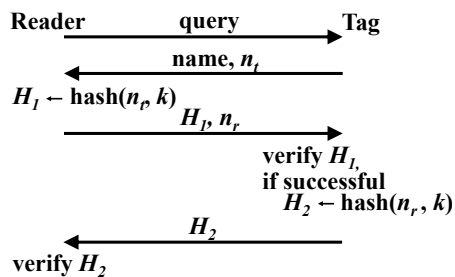 Reader query Tag
name, nt
H1 ← hash(nt, k)
H1, nr
verify H1,
if successful
H2 ← hash(nr , k)
H2
verify H2